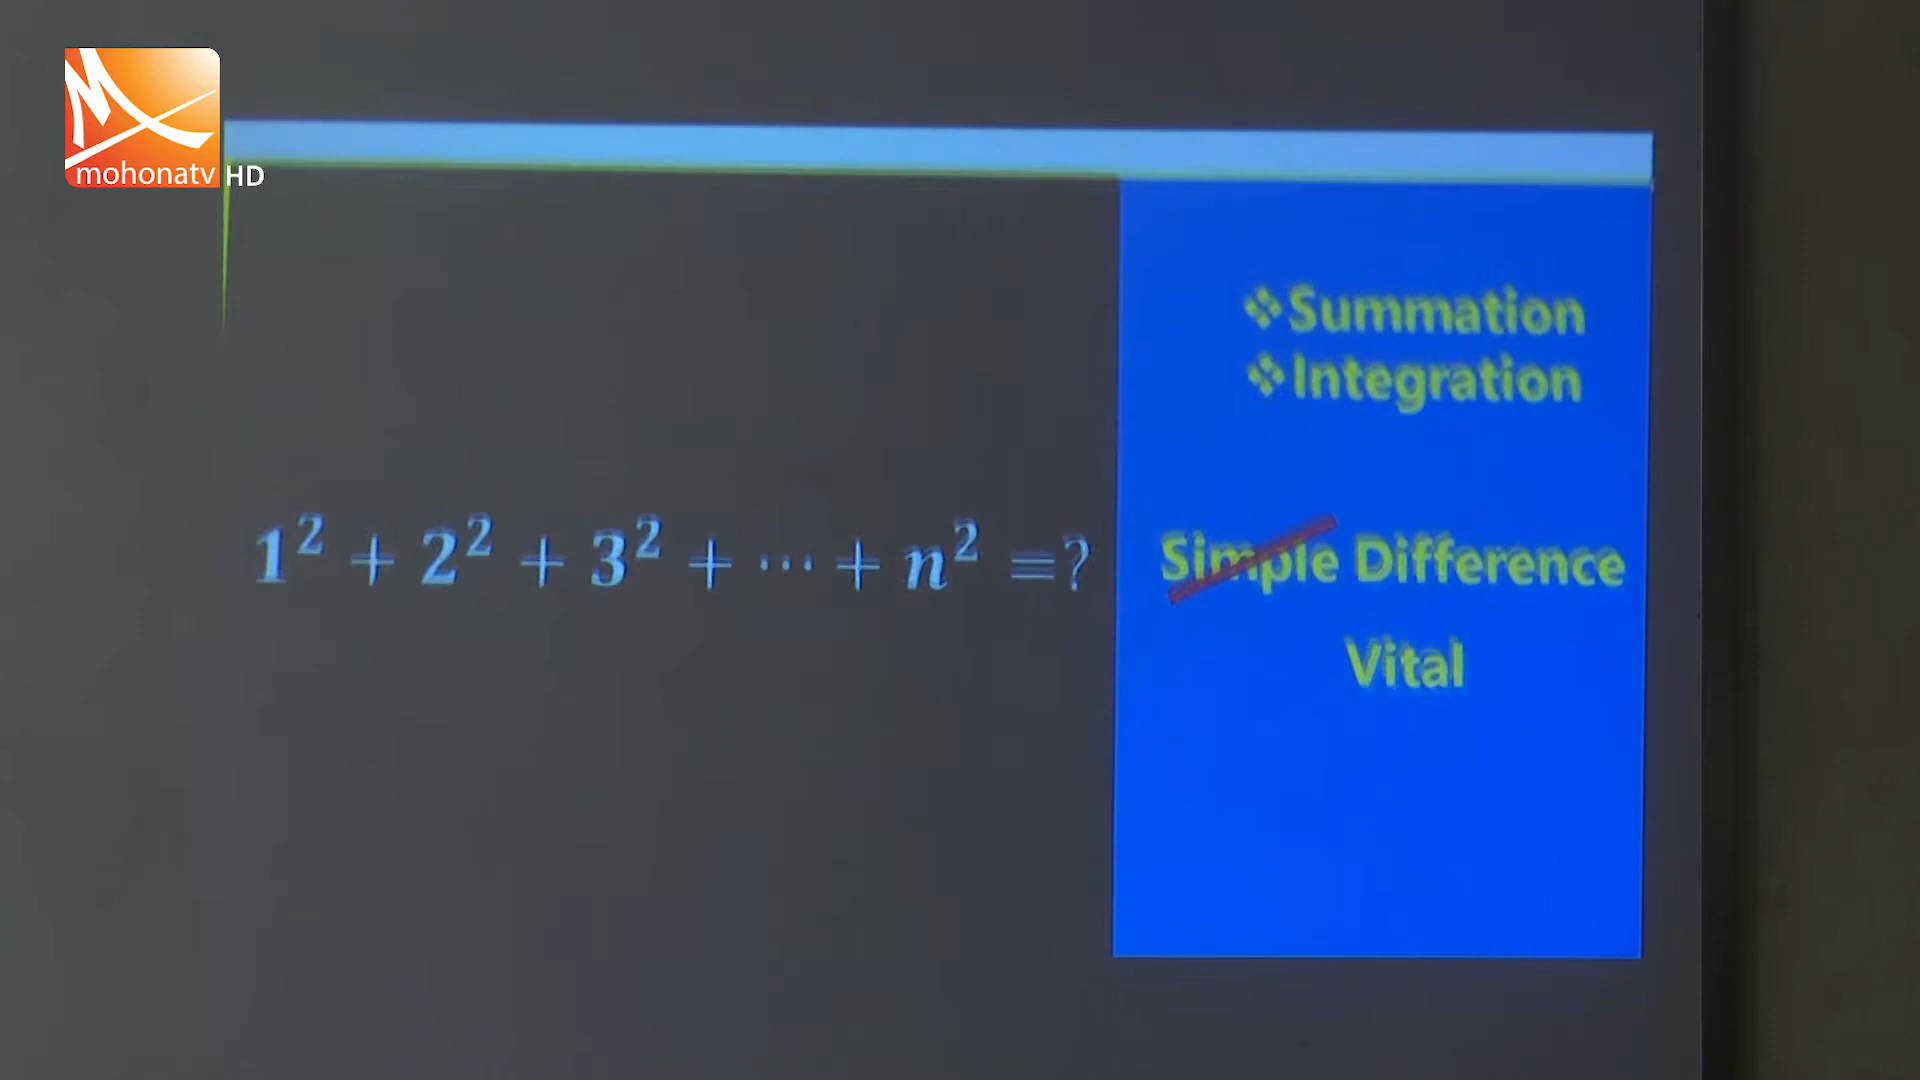 mohonatv HD
1² + 2² + 3² + ⋯ + n² =?
❖Summation
❖Integration
Simple Difference
Vital